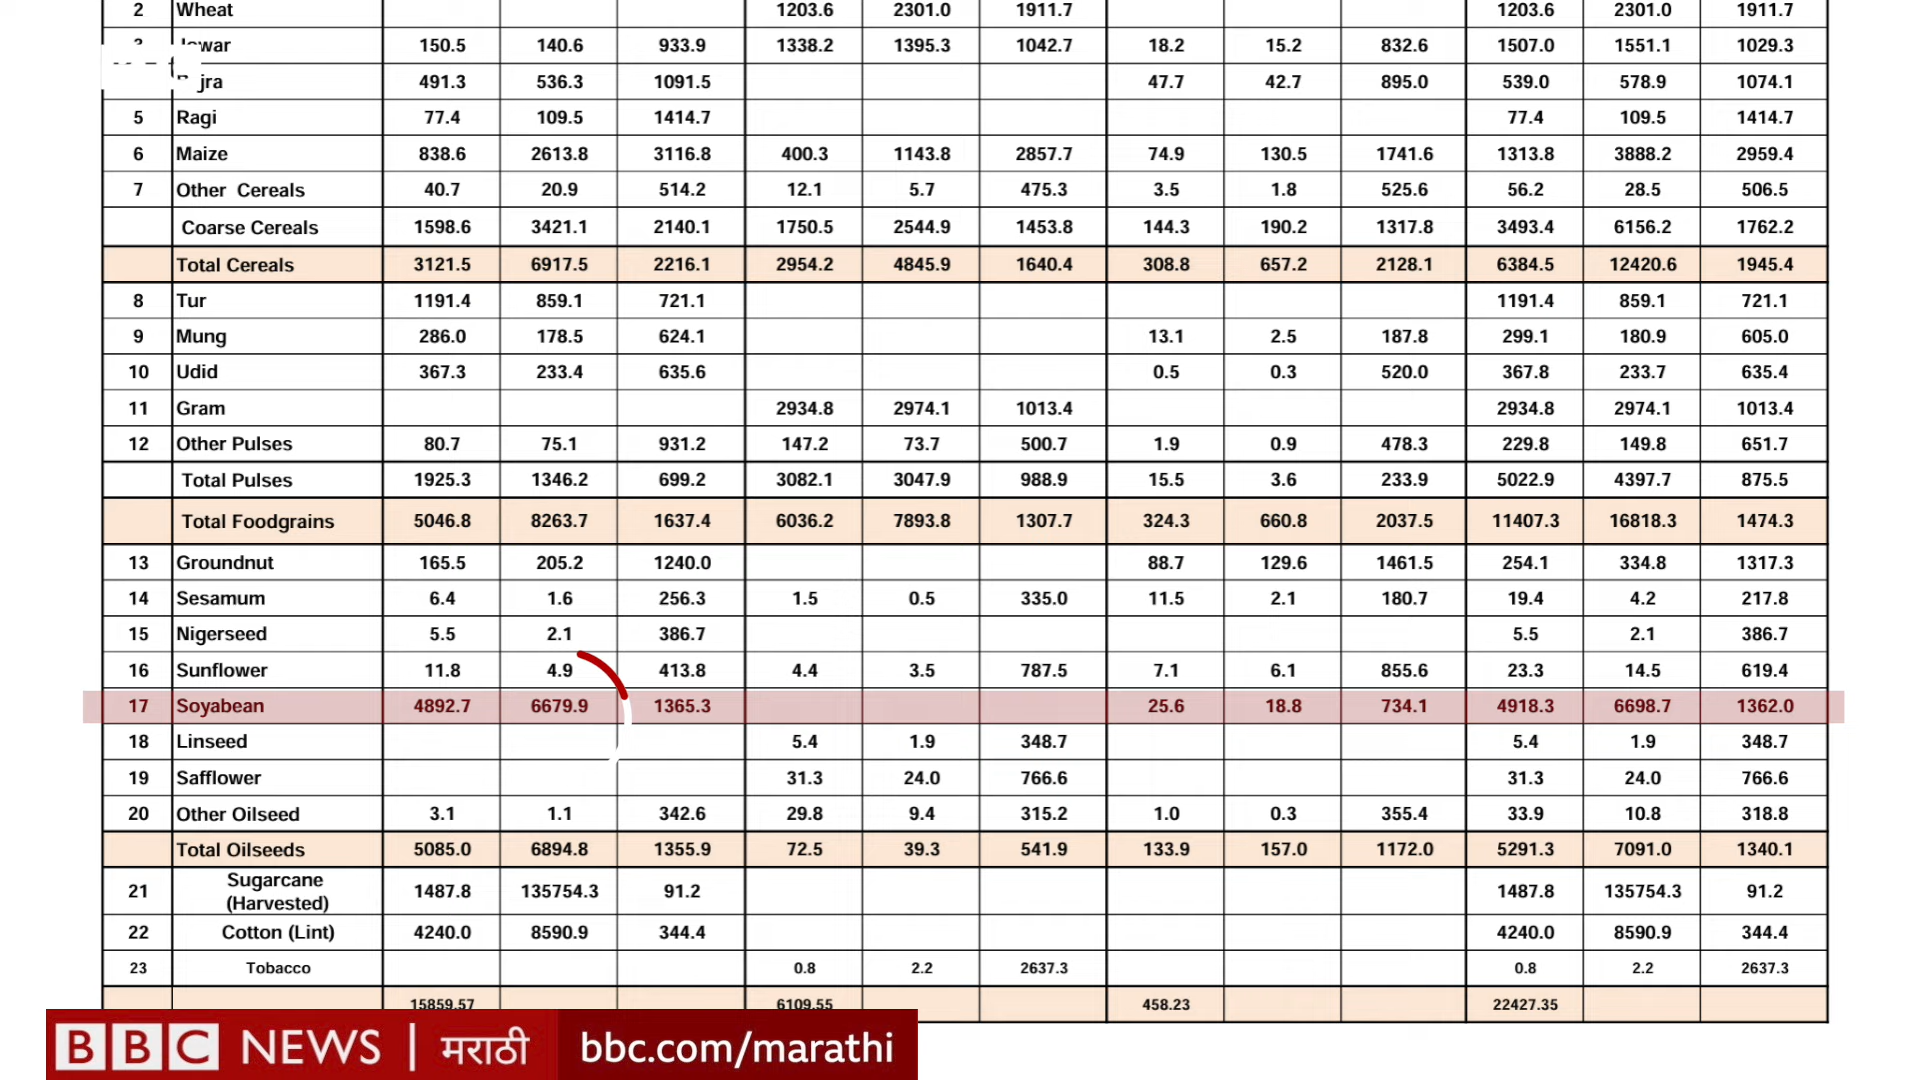 2 Wheat 1203.6 2301.0 1911.7 1203.6 2301.0 1911.7
150.5 140.6 933.9 1338.2 1395.3 1042.7 18.2 15.2 832.6 1507.0 1551.1 1029.3
491.3 536.3 1091.5 47.7 42.7 895.0 539.0 578.9 1074.1
5 Ragi 77.4 109.5 1414.7 77.4 109.5 1414.7
6 Maize 838.6 2613.8 3116.8 400.3 1143.8 2857.7 74.9 130.5 1741.6 1313.8 3888.2 2959.4
7 Other Cereals 40.7 20.9 514.2 12.1 5.7 475.3 3.5 1.8 525.6 56.2 28.5 506.5
Coarse Cereals 1598.6 3421.1 2140.1 1750.5 2544.9 1453.8 144.3 190.2 1317.8 3493.4 6156.2 1762.2
Total Cereals 3121.5 6917.5 2216.1 2954.2 4845.9 1640.4 308.8 657.2 2128.1 6384.5 12420.6 1945.4
8 Tur 1191.4 859.1 721.1 1191.4 859.1 721.1
9 Mung 286.0 178.5 624.1 13.1 2.5 187.8 299.1 180.9 605.0
10 Udid 367.3 233.4 635.6 0.5 0.3 520.0 367.8 233.7 635.4
11 Gram 2934.8 2974.1 1013.4 2934.8 2974.1 1013.4
12 Other Pulses 80.7 75.1 931.2 147.2 73.7 500.7 1.9 0.9 478.3 229.8 149.8 651.7
Total Pulses 1925.3 1346.2 699.2 3082.1 3047.9 988.9 15.5 3.6 233.9 5022.9 4397.7 875.5
Total Foodgrains 5046.8 8263.7 1637.4 6036.2 7893.8 1307.7 324.3 660.8 2037.5 11407.3 16818.3 1474.3
13 Groundnut 165.5 205.2 1240.0 88.7 129.6 1461.5 254.1 334.8 1317.3
14 Sesamum 6.4 1.6 256.3 1.5 0.5 335.0 11.5 2.1 180.7 19.4 4.2 217.8
15 Nigerseed 5.5 2.1 386.7 5.5 2.1 386.7
16 Sunflower 11.8 4.9 413.8 4.4 3.5 787.5 7.1 6.1 855.6 23.3 14.5 619.4
17 Soyabean 4892.7 6679.9 1365.3 25.6 18.8 734.1 4918.3 6698.7 1362.0
18 Linseed 5.4 1.9 348.7 5.4 1.9 348.7
19 Safflower 31.3 24.0 766.6 31.3 24.0 766.6
20 Other Oilseed 3.1 1.1 342.6 29.8 9.4 315.2 1.0 0.3 355.4 33.9 10.8 318.8
Total Oilseeds 5085.0 6894.8 1355.9 72.5 39.3 541.9 133.9 157.0 1172.0 5291.3 7091.0 1340.1
21 Sugarcane (Harvested) 1487.8 135754.3 91.2 1487.8 135754.3 91.2
22 Cotton (Lint) 4240.0 8590.9 344.4 4240.0 8590.9 344.4
23 Tobacco 0.8 2.2 2637.3 0.8 2.2 2637.3
15859.57 6109.55 458.23 22427.35
BBC NEWS | मराठी bbc.com/marathi